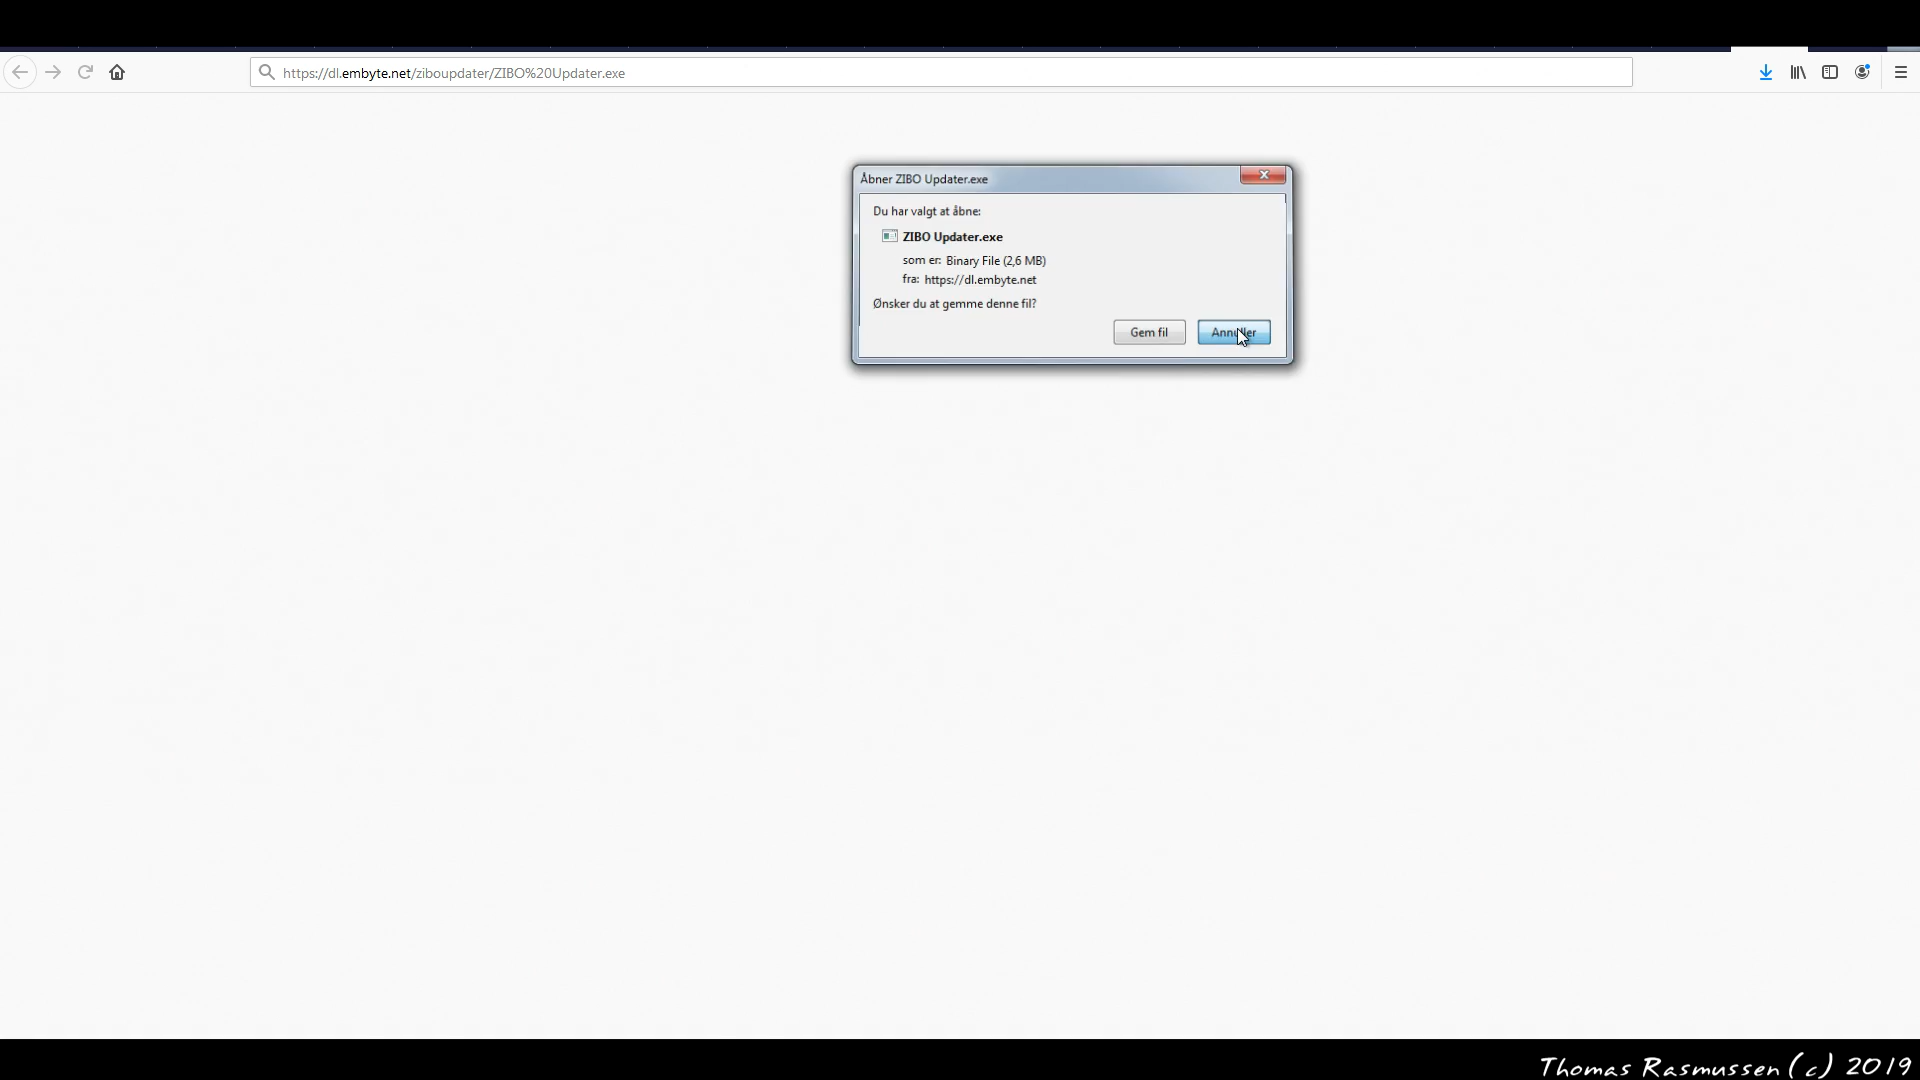 https://dl.embyte.net/ziboupdater/ZIBO%20Updater.exe
Åbner ZIBO Updater.exe
Du har valgt at åbne:
ZIBO Updater.exe
som er: Binary File (2,6 MB)
fra: https://dl.embyte.net
Ønsker du at gemme denne fil?
Gem fil Annuller
Thomas Rasmussen (c) 2019